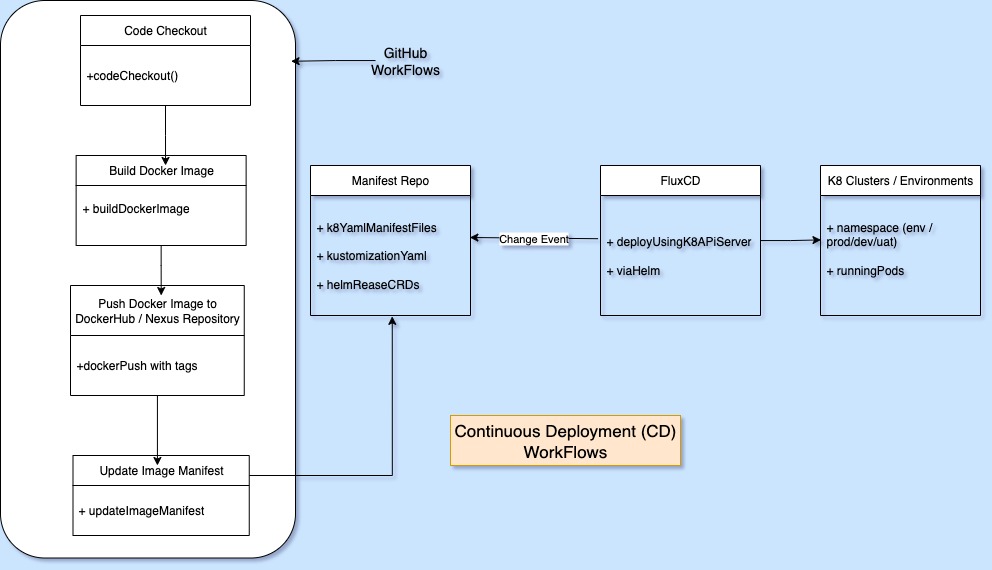 Code Checkout
+codeCheckout()
GitHub
WorkFlows
Build Docker Image
+ buildDockerImage
Push Docker Image to
DockerHub / Nexus Repository
+dockerPush with tags
Update Image Manifest
+ updateImageManifest
Manifest Repo
+ k8YamlManifestFiles
+ kustomizationYaml
+ helmReaseCRDs
Change Event
FluxCD
+ deployUsingK8APiServer
+ viaHelm
K8 Clusters / Environments
+ namespace (env /
prod/dev/uat)
+ runningPods
Continuous Deployment (CD)
WorkFlows